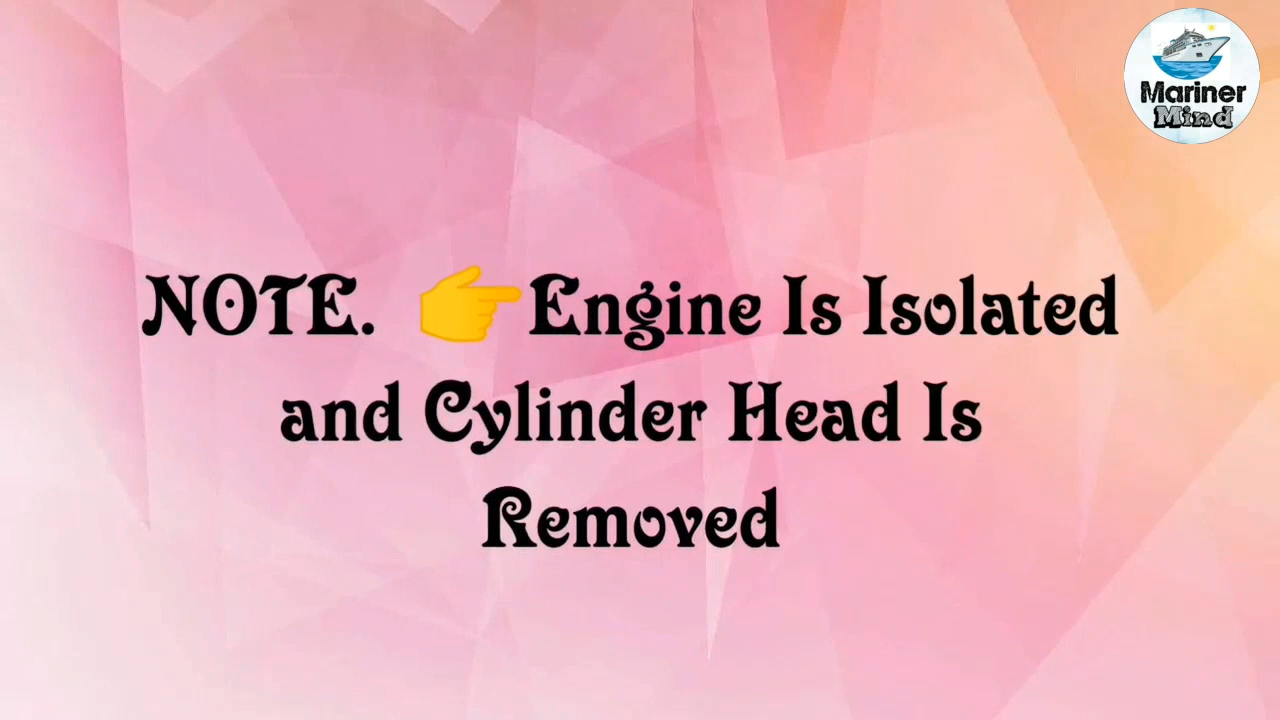 Mariner
Mind
NOTE. 👉Engine Is Isolated
and Cylinder Head Is
Removed